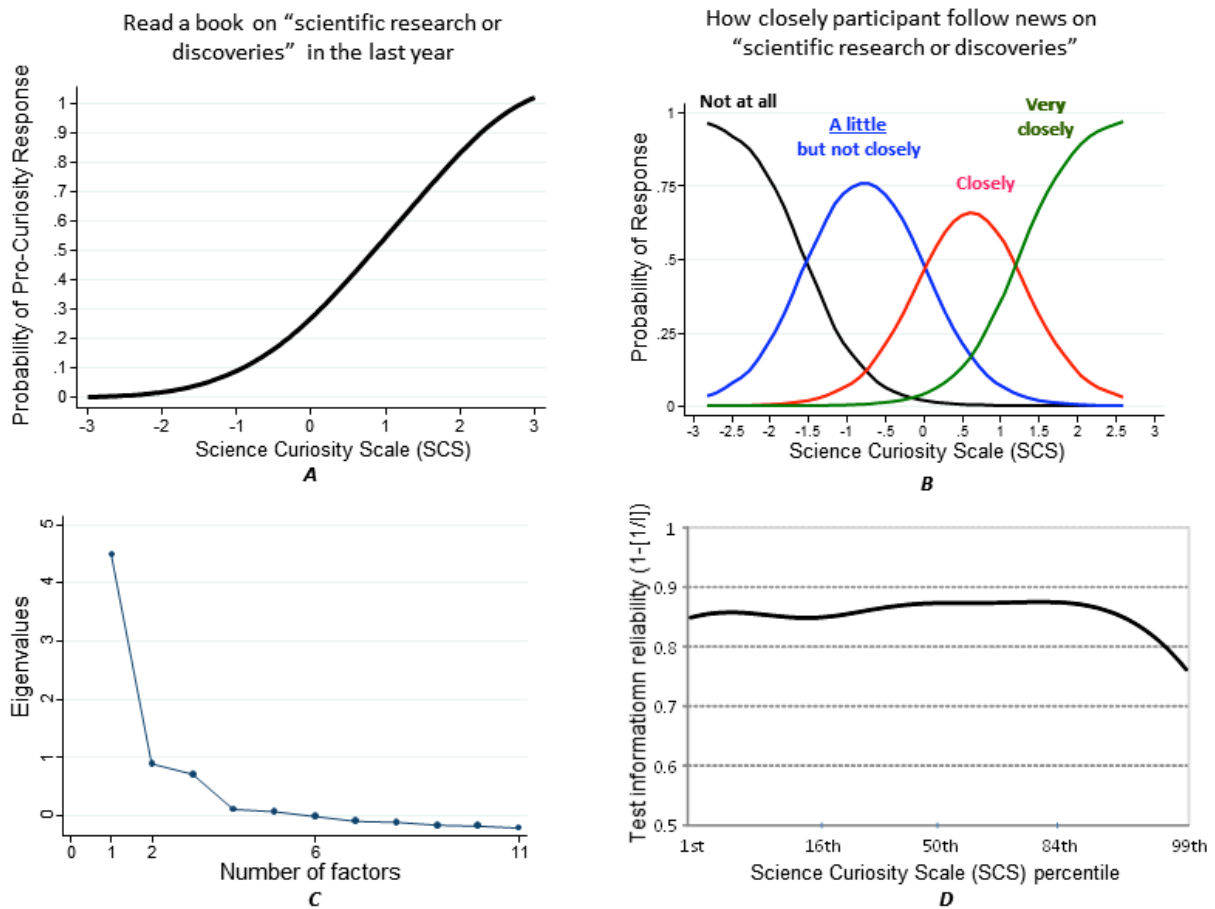 Read a book on “scientific research or
discoveries” in the last year
Probability of Pro-Curiosity Response
1
.9
.8
.7
.6
.5
.4
.3
.2
.1
0
-3 -2 -1 0 1 2 3
Science Curiosity Scale (SCS)
A
How closely participant follow news on
“scientific research or discoveries”
Not at all
A little
but not closely
Closely
Very
closely
Probability of Response
1
.75
.5
.25
0
-3 -2.5 -2 -1.5 -1 -.5 0 .5 1 1.5 2 2.5 3
Science Curiosity Scale (SCS)
B
Eigenvalues
5
4
3
2
1
0
0 1 2 6 11
Number of factors
C
Test informatiomn reliability (1-[1/I])
1
0.9
0.8
0.7
0.6
0.5
1st 16th 50th 84th 99th
Science Curiosity Scale (SCS) percentile
D